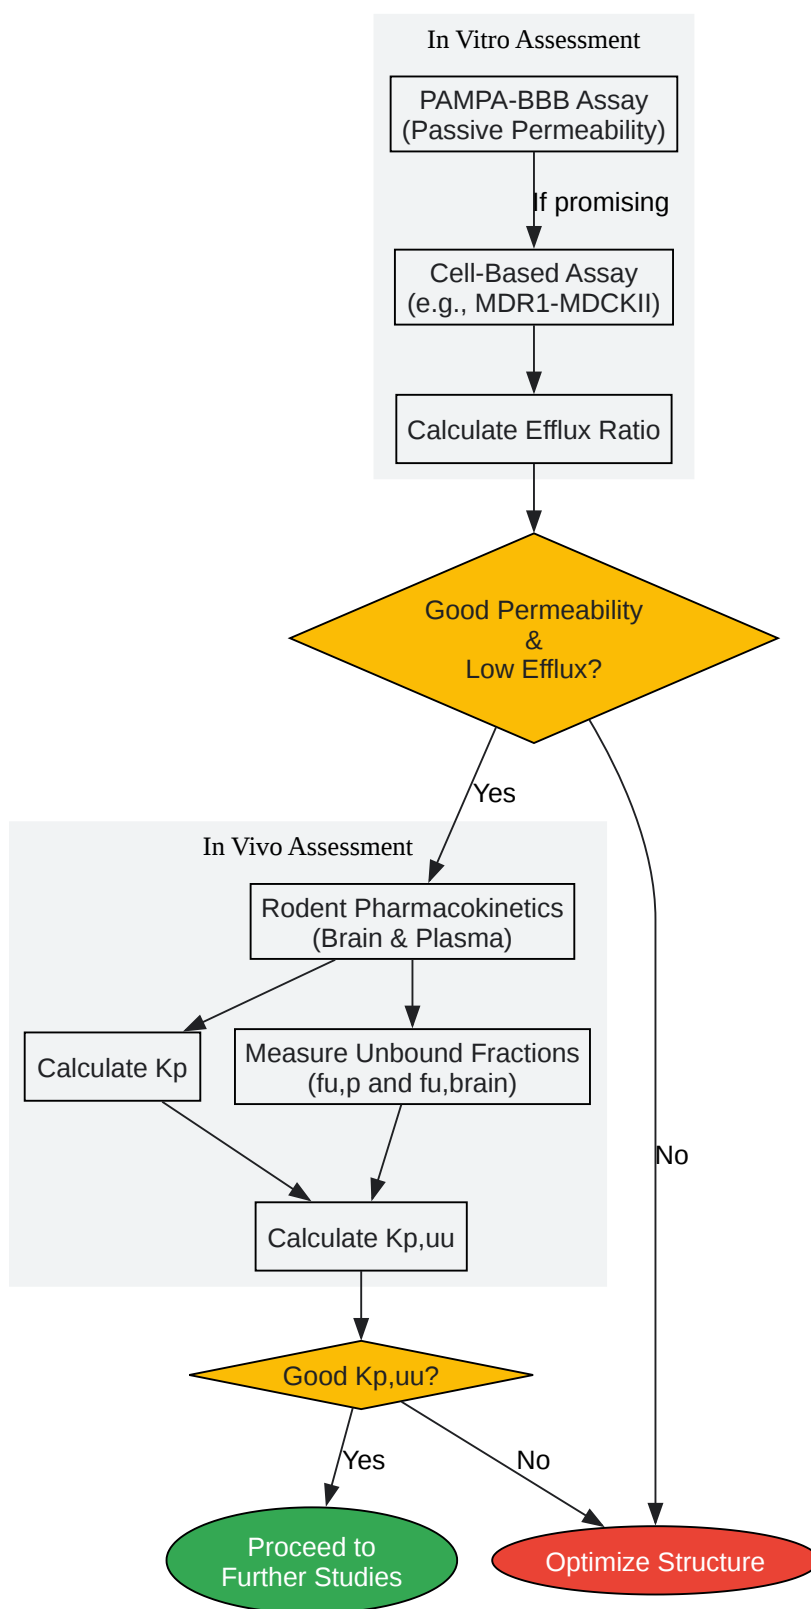 In Vitro Assessment
PAMPA-BBB Assay
(Passive Permeability)
If promising
Cell-Based Assay
(e.g., MDR1-MDCKII)
Calculate Efflux Ratio
Good Permeability
&
Low Efflux?
Yes
In Vivo Assessment
Rodent Pharmacokinetics
(Brain & Plasma)
Calculate Kp
Measure Unbound Fractions
(fu,p and fu,brain)
No
Calculate Kp,uu
Good Kp,uu?
Yes
No
Proceed to
Further Studies
Optimize Structure